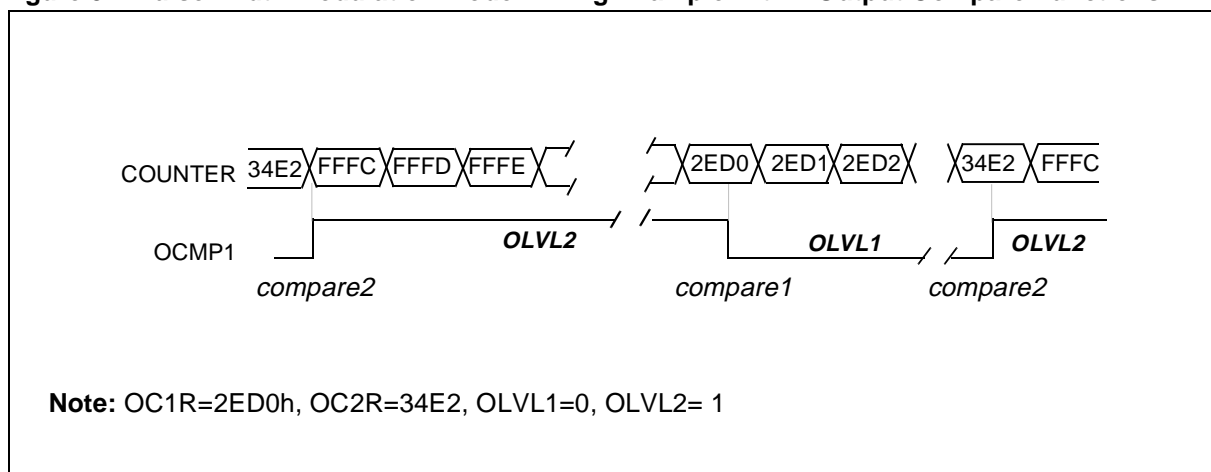 COUNTER 34E2 FFFC FFFD FFFE 2ED0 2ED1 2ED2 34E2 FFFC
OCMP1 OLVL2 OLVL1 OLVL2
compare2 compare1 compare2
Note: OC1R=2ED0h, OC2R=34E2, OLVL1=0, OLVL2= 1